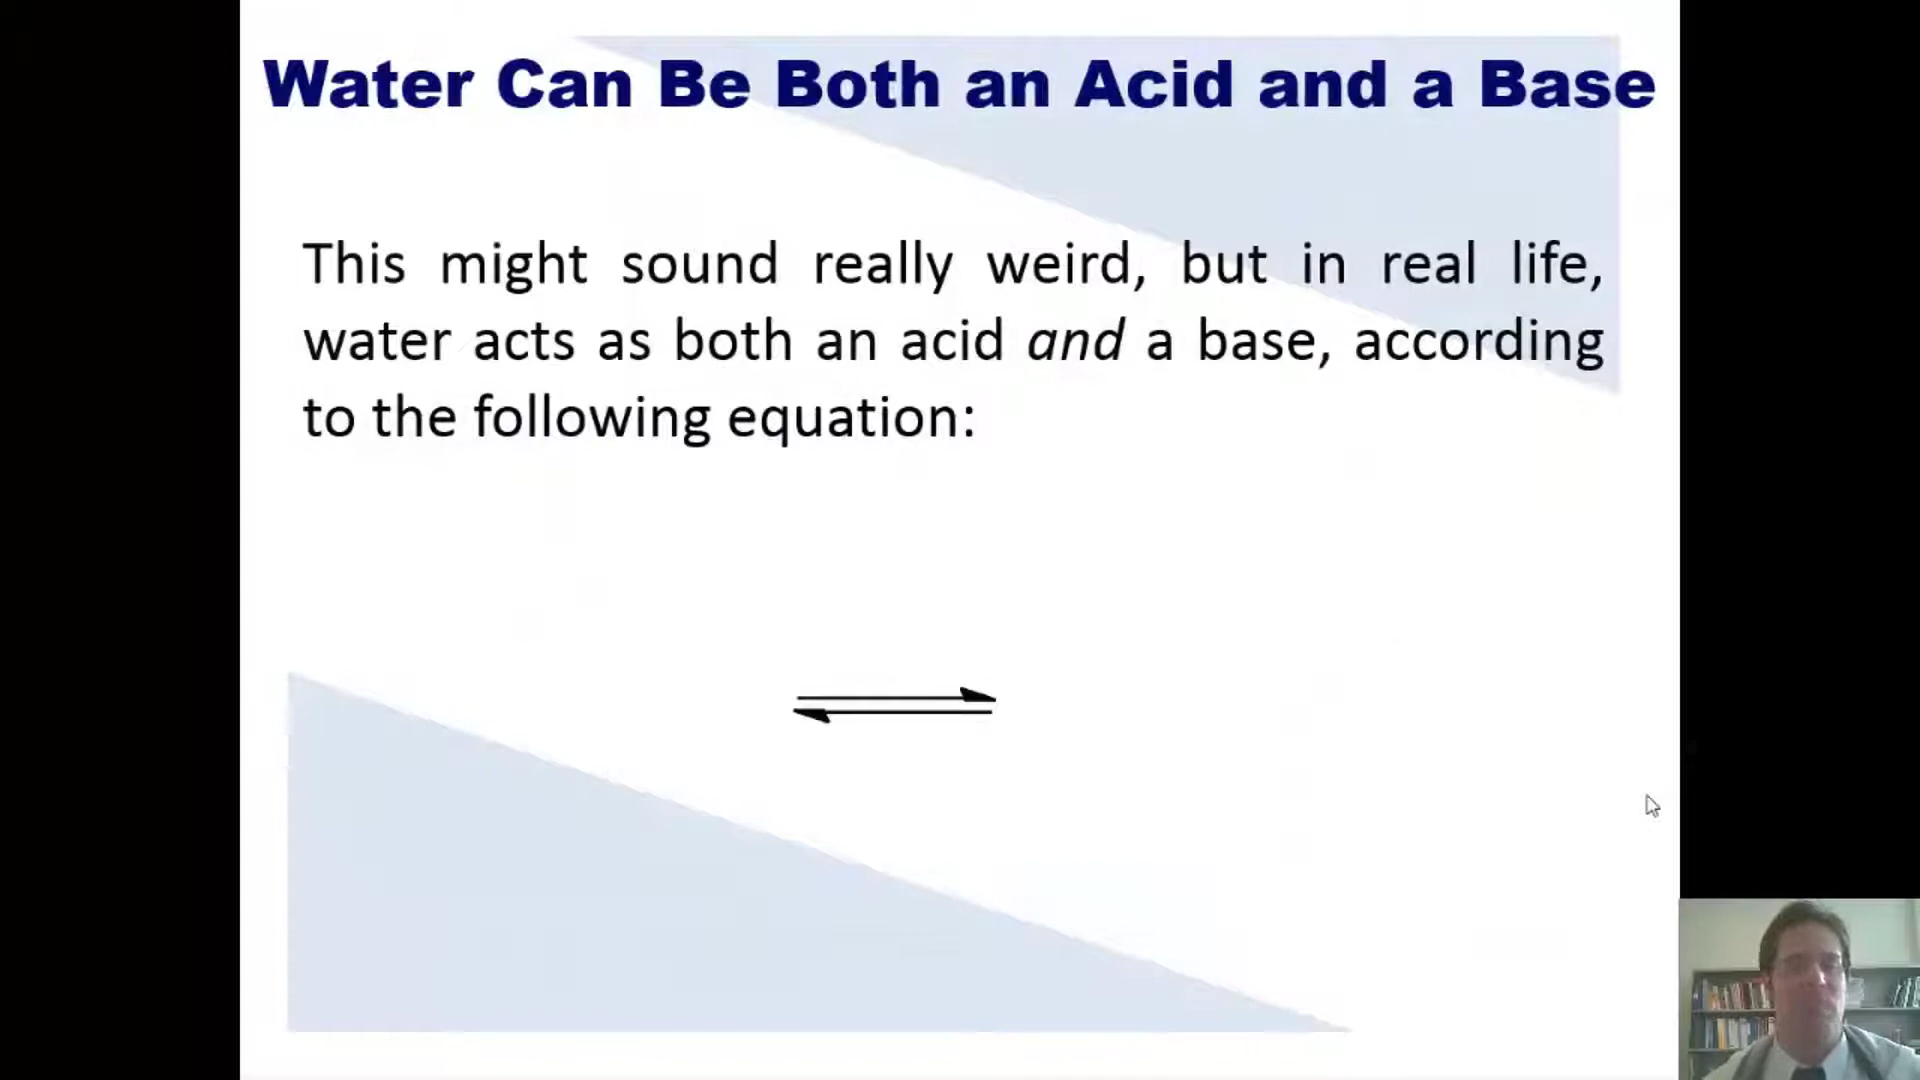 Water Can Be Both an Acid and a Base
This might sound really weird, but in real life,
water acts as both an acid and a base, according
to the following equation: